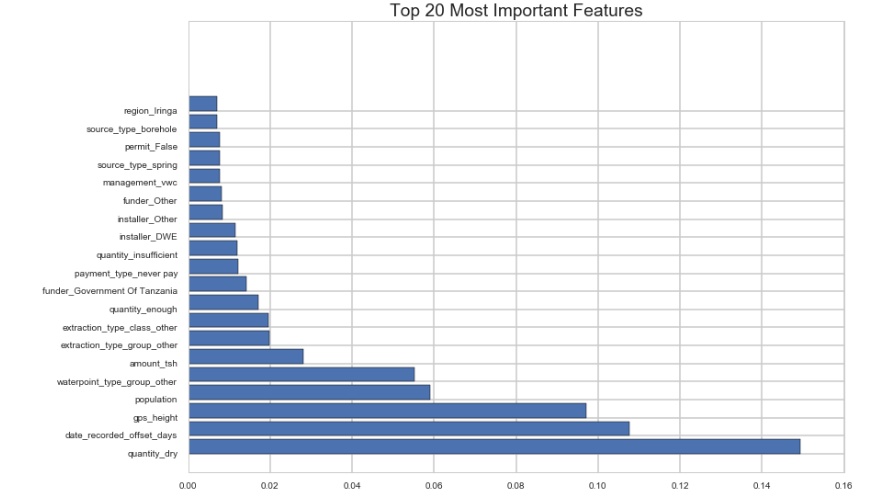 Top 20 Most Important Features
region_Iringa
source_type_borehole
permit_False
source_type_spring
management_vwc
funder_Other
installer_Other
installer_DWE
quantity_insufficient
payment_type_never pay
funder_Government Of Tanzania
quantity_enough
extraction_type_class_other
extraction_type_group_other
amount_tsh
waterpoint_type_group_other
population
gps_height
date_recorded_offset_days
quantity_dry
0.00 0.02 0.04 0.06 0.08 0.10 0.12 0.14 0.16